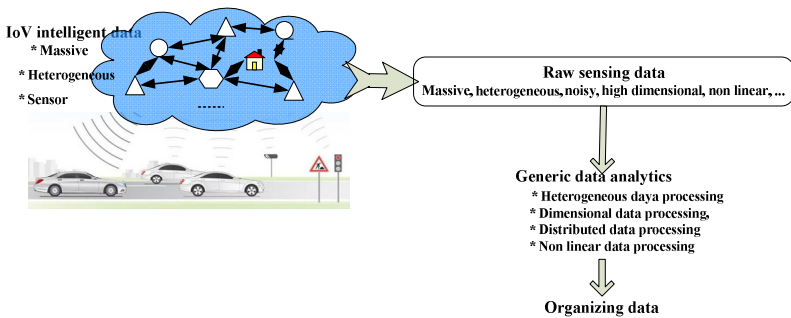 IoV intelligent data
* Massive
* Heterogeneous
* Sensor
Raw sensing data
Massive, heterogeneous, noisy, high dimensional, non linear, ...
Generic data analytics
* Heterogeneous daya processing
* Dimensional data processing,
* Distributed data processing
* Non linear data processing
Organizing data